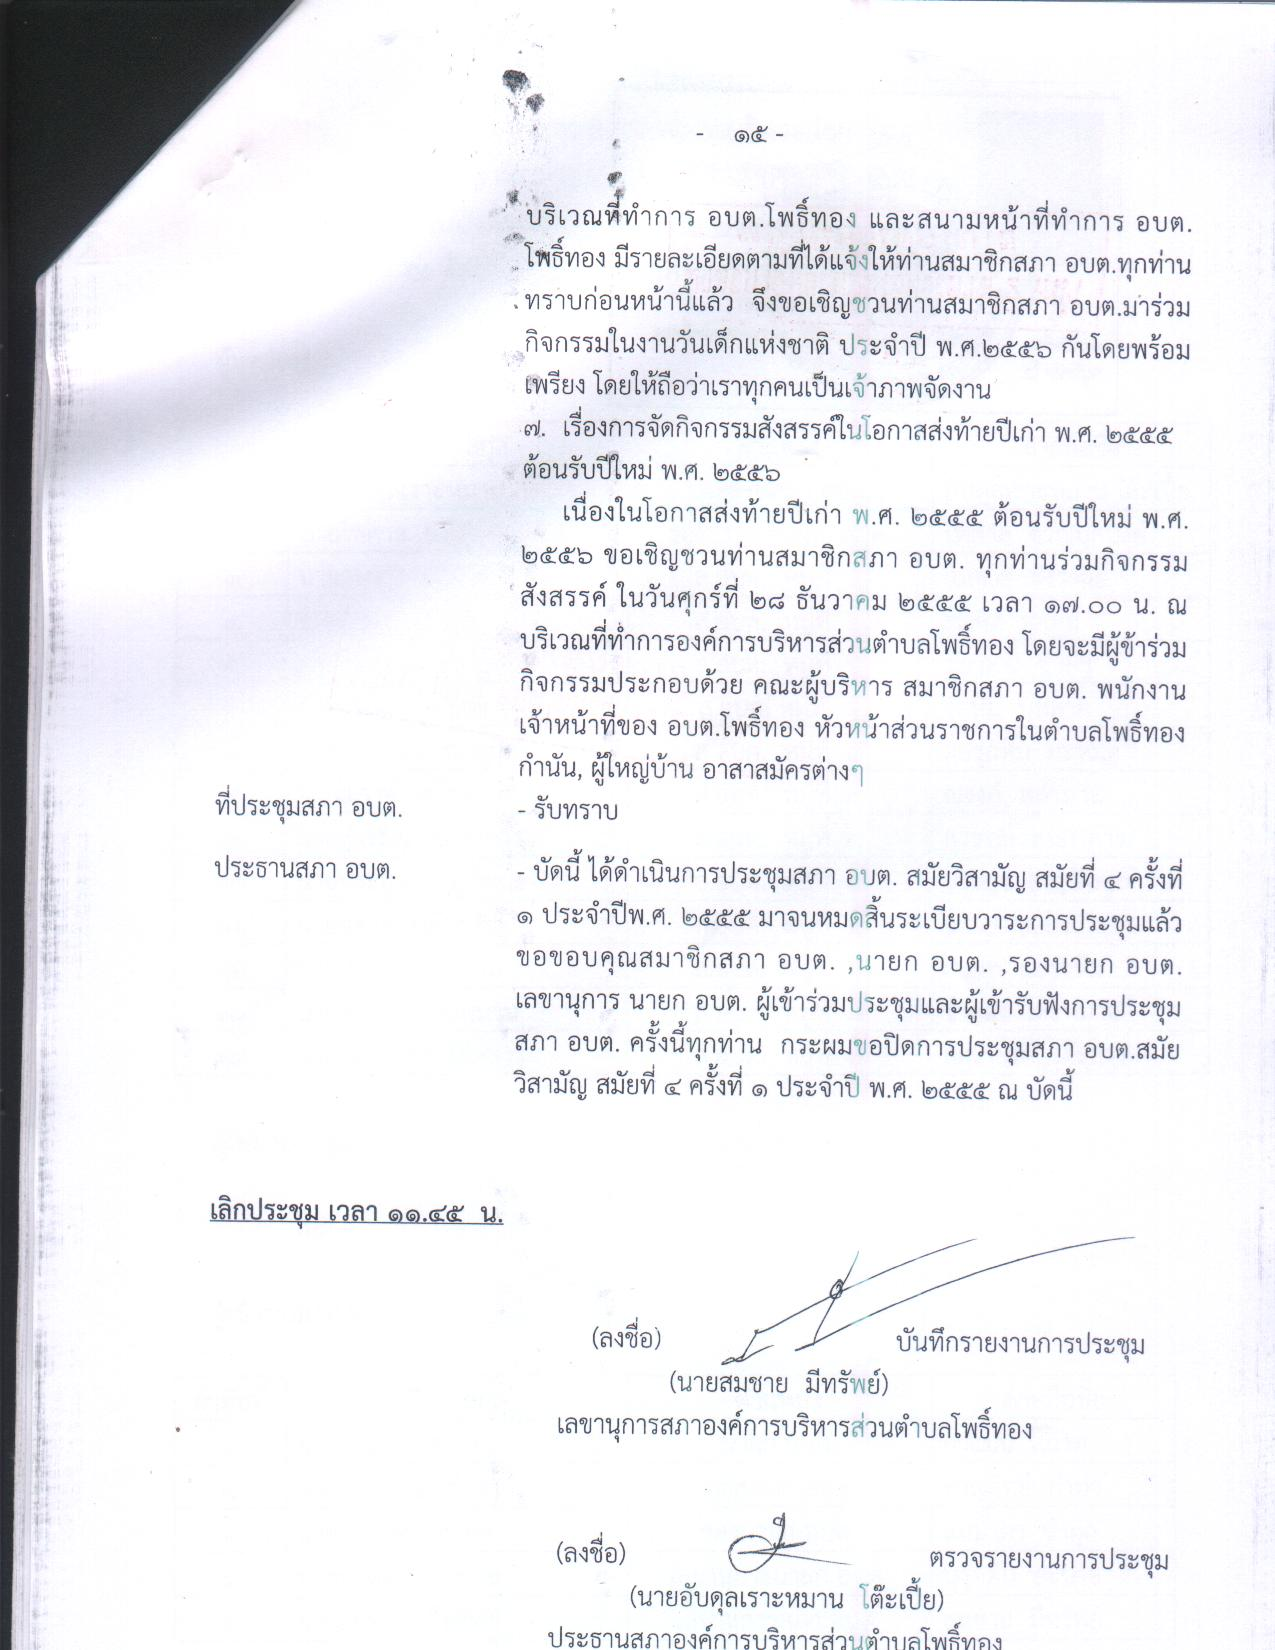 - ๑๕ -
บริเวณที่ทำการ อบต.โพธิ์ทอง และสนามหน้าที่ทำการ อบต.
โพธิ์ทอง มีรายละเอียดตามที่ได้แจ้งให้ท่านสมาชิกสภา อบต.ทุกท่าน
ทราบก่อนหน้านี้แล้ว จึงขอเชิญชวนท่านสมาชิกสภา อบต.มาร่วม
กิจกรรมในงานวันเด็กแห่งชาติ ประจำปี พ.ศ.๒๕๕๖ กันโดยพร้อม
เพรียง โดยให้ถือว่าเราทุกคนเป็นเจ้าภาพจัดงาน
๗. เรื่องการจัดกิจกรรมสังสรรค์ในโอกาสส่งท้ายปีเก่า พ.ศ. ๒๕๕๕
ต้อนรับปีใหม่ พ.ศ. ๒๕๕๖
เนื่องในโอกาสส่งท้ายปีเก่า พ.ศ. ๒๕๕๕ ต้อนรับปีใหม่ พ.ศ.
๒๕๕๖ ขอเชิญชวนท่านสมาชิกสภา อบต. ทุกท่านร่วมกิจกรรม
สังสรรค์ ในวันศุกร์ที่ ๒๘ ธันวาคม ๒๕๕๕ เวลา ๑๗.๐๐ น. ณ
บริเวณที่ทำการองค์การบริหารส่วนตำบลโพธิ์ทอง โดยจะมีผู้ข้าร่วม
กิจกรรมประกอบด้วย คณะผู้บริหาร สมาชิกสภา อบต. พนักงาน
เจ้าหน้าที่ของ อบต.โพธิ์ทอง หัวหน้าส่วนราชการในตำบลโพธิ์ทอง
กำนัน, ผู้ใหญ่บ้าน อาสาสมัครต่างๆ
ที่ประชุมสภา อบต. - รับทราบ
ประธานสภา อบต. - บัดนี้ ได้ดำเนินการประชุมสภา อบต. สมัยวิสามัญ สมัยที่ ๔ ครั้งที่
๑ ประจำปีพ.ศ. ๒๕๕๕ มาจนหมดสิ้นระเบียบวาระการประชุมแล้ว
ขอขอบคุณสมาชิกสภา อบต. ,นายก อบต. ,รองนายก อบต.
เลขานุการ นายก อบต. ผู้เข้าร่วมประชุมและผู้เข้ารับฟังการประชุม
สภา อบต. ครั้งนี้ทุกท่าน กระผมขอปิดการประชุมสภา อบต.สมัย
วิสามัญ สมัยที่ ๔ ครั้งที่ ๑ ประจำปี พ.ศ. ๒๕๕๕ ณ บัดนี้
เลิกประชุม เวลา ๑๑.๔๕ น.
(ลงชื่อ) บันทึกรายงานการประชุม
(นายสมชาย มีทรัพย์)
เลขานุการสภาองค์การบริหารส่วนตำบลโพธิ์ทอง
(ลงชื่อ) ตรวจรายงานการประชุม
(นายอับดุลเราะหมาน โต๊ะเปี้ย)
ประธานสภาองค์การบริหารส่วนตำบลโพธิ์ทอง